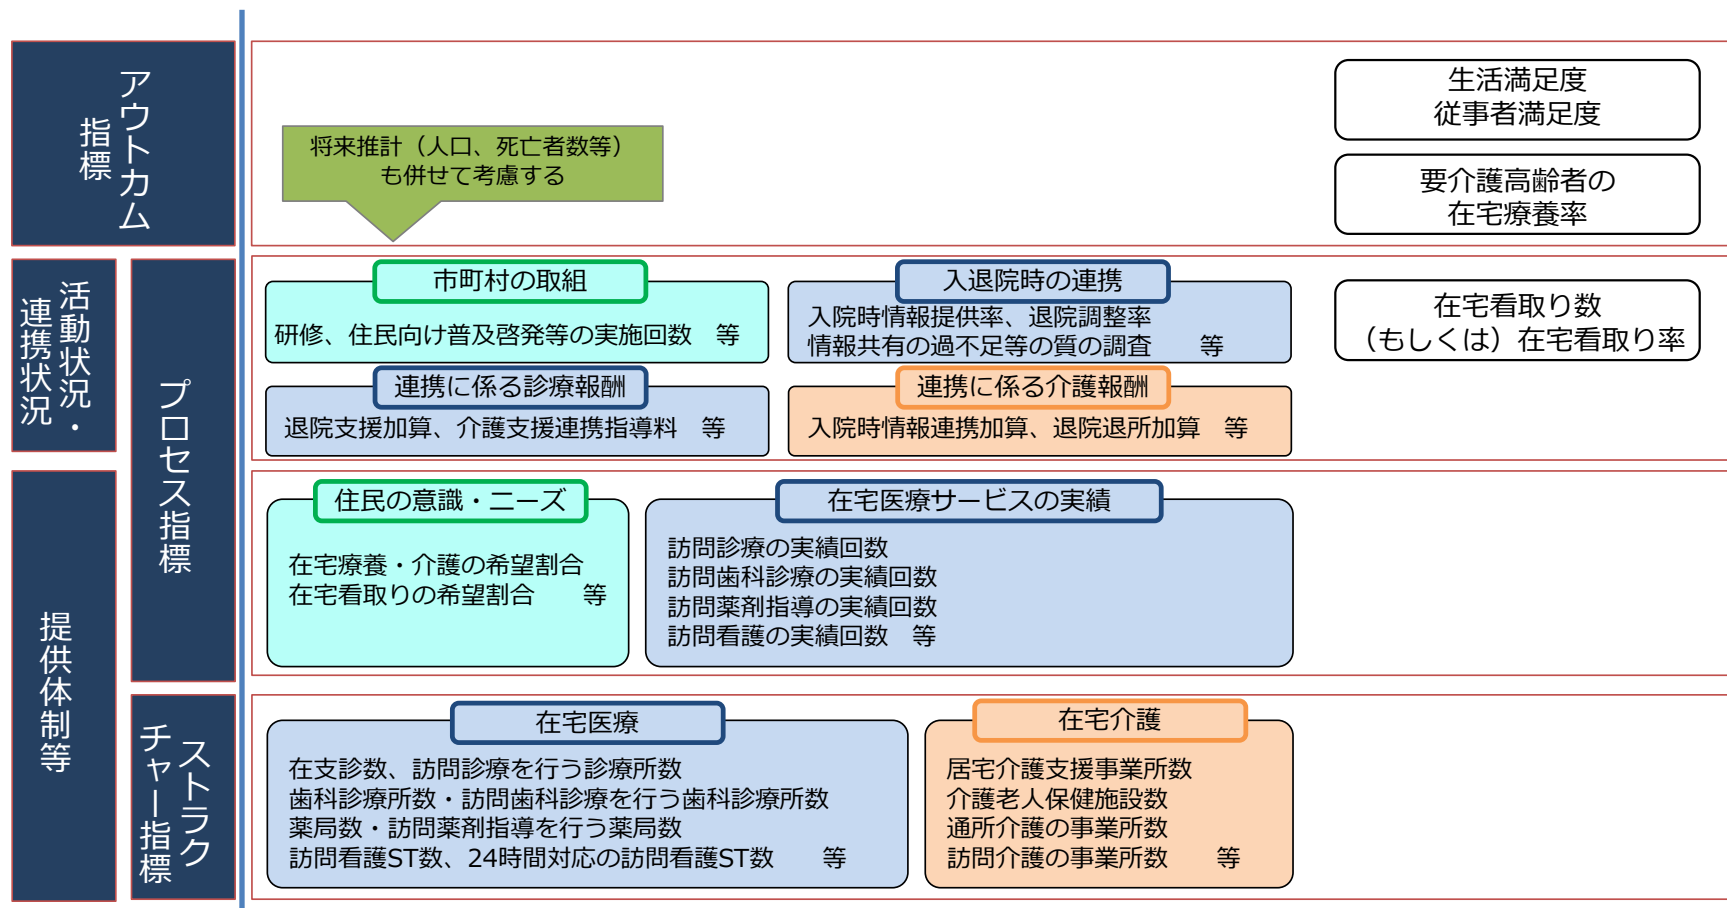 アウトカム
指標
生活満足度
従事者満足度
将来推計（人口、死亡者数等）
も併せて考慮する
要介護高齢者の
在宅療養率
活動状況・
連携状況
プロセス指標
市町村の取組
研修、住民向け普及啓発等の実施回数　等
入退院時の連携
入院時情報提供率、退院調整率
情報共有の過不足等の質の調査　　等
在宅看取り数
（もしくは）在宅看取り率
連携に係る診療報酬
退院支援加算、介護支援連携指導料　等
連携に係る介護報酬
入院時情報連携加算、退院退所加算　等
提供体制等
住民の意識・ニーズ
在宅療養・介護の希望割合
在宅看取りの希望割合　　等
在宅医療サービスの実績
訪問診療の実績回数
訪問歯科診療の実績回数
訪問薬剤指導の実績回数
訪問看護の実績回数　等
ストラク
チャー指標
在宅医療
在支診数、訪問診療を行う診療所数
歯科診療所数・訪問歯科診療を行う歯科診療所数
薬局数・訪問薬剤指導を行う薬局数
訪問看護ST数、24時間対応の訪問看護ST数　　等
在宅介護
居宅介護支援事業所数
介護老人保健施設数
通所介護の事業所数
訪問介護の事業所数　　等